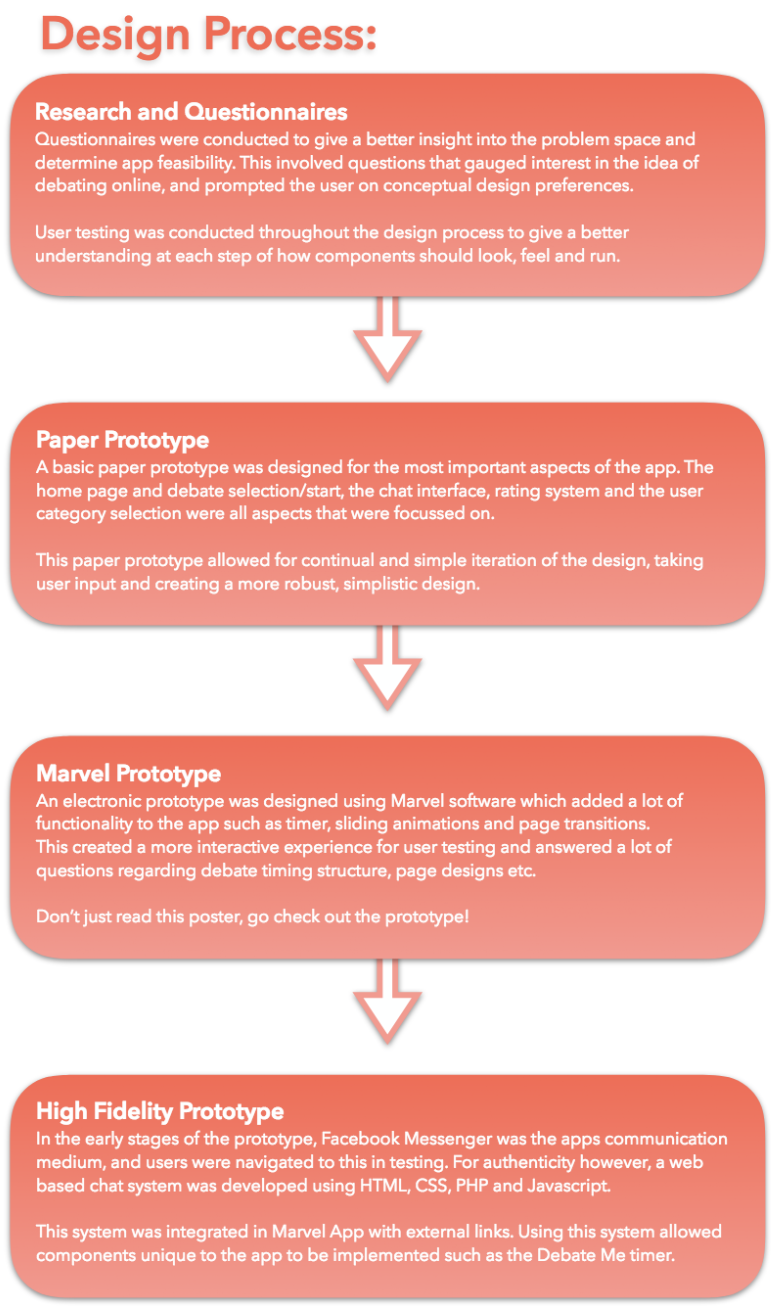 Design Process:
Research and Questionnaires
Questionnaires were conducted to give a better insight into the problem space and
determine app feasibility. This involved questions that gauged interest in the idea of
debating online, and prompted the user on conceptual design preferences.
User testing was conducted throughout the design process to give a better
understanding at each step of how components should look, feel and run.
Paper Prototype
A basic paper prototype was designed for the most important aspects of the app. The
home page and debate selection/start, the chat interface, rating system and the user
category selection were all aspects that were focussed on.
This paper prototype allowed for continual and simple iteration of the design, taking
user input and creating a more robust, simplistic design.
Marvel Prototype
An electronic prototype was designed using Marvel software which added a lot of
functionality to the app such as timer, sliding animations and page transitions.
This created a more interactive experience for user testing and answered a lot of
questions regarding debate timing structure, page designs etc.
Don’t just read this poster, go check out the prototype!
High Fidelity Prototype
In the early stages of the prototype, Facebook Messenger was the apps communication
medium, and users were navigated to this in testing. For authenticity however, a web
based chat system was developed using HTML, CSS, PHP and Javascript.
This system was integrated in Marvel App with external links. Using this system allowed
components unique to the app to be implemented such as the Debate Me timer.